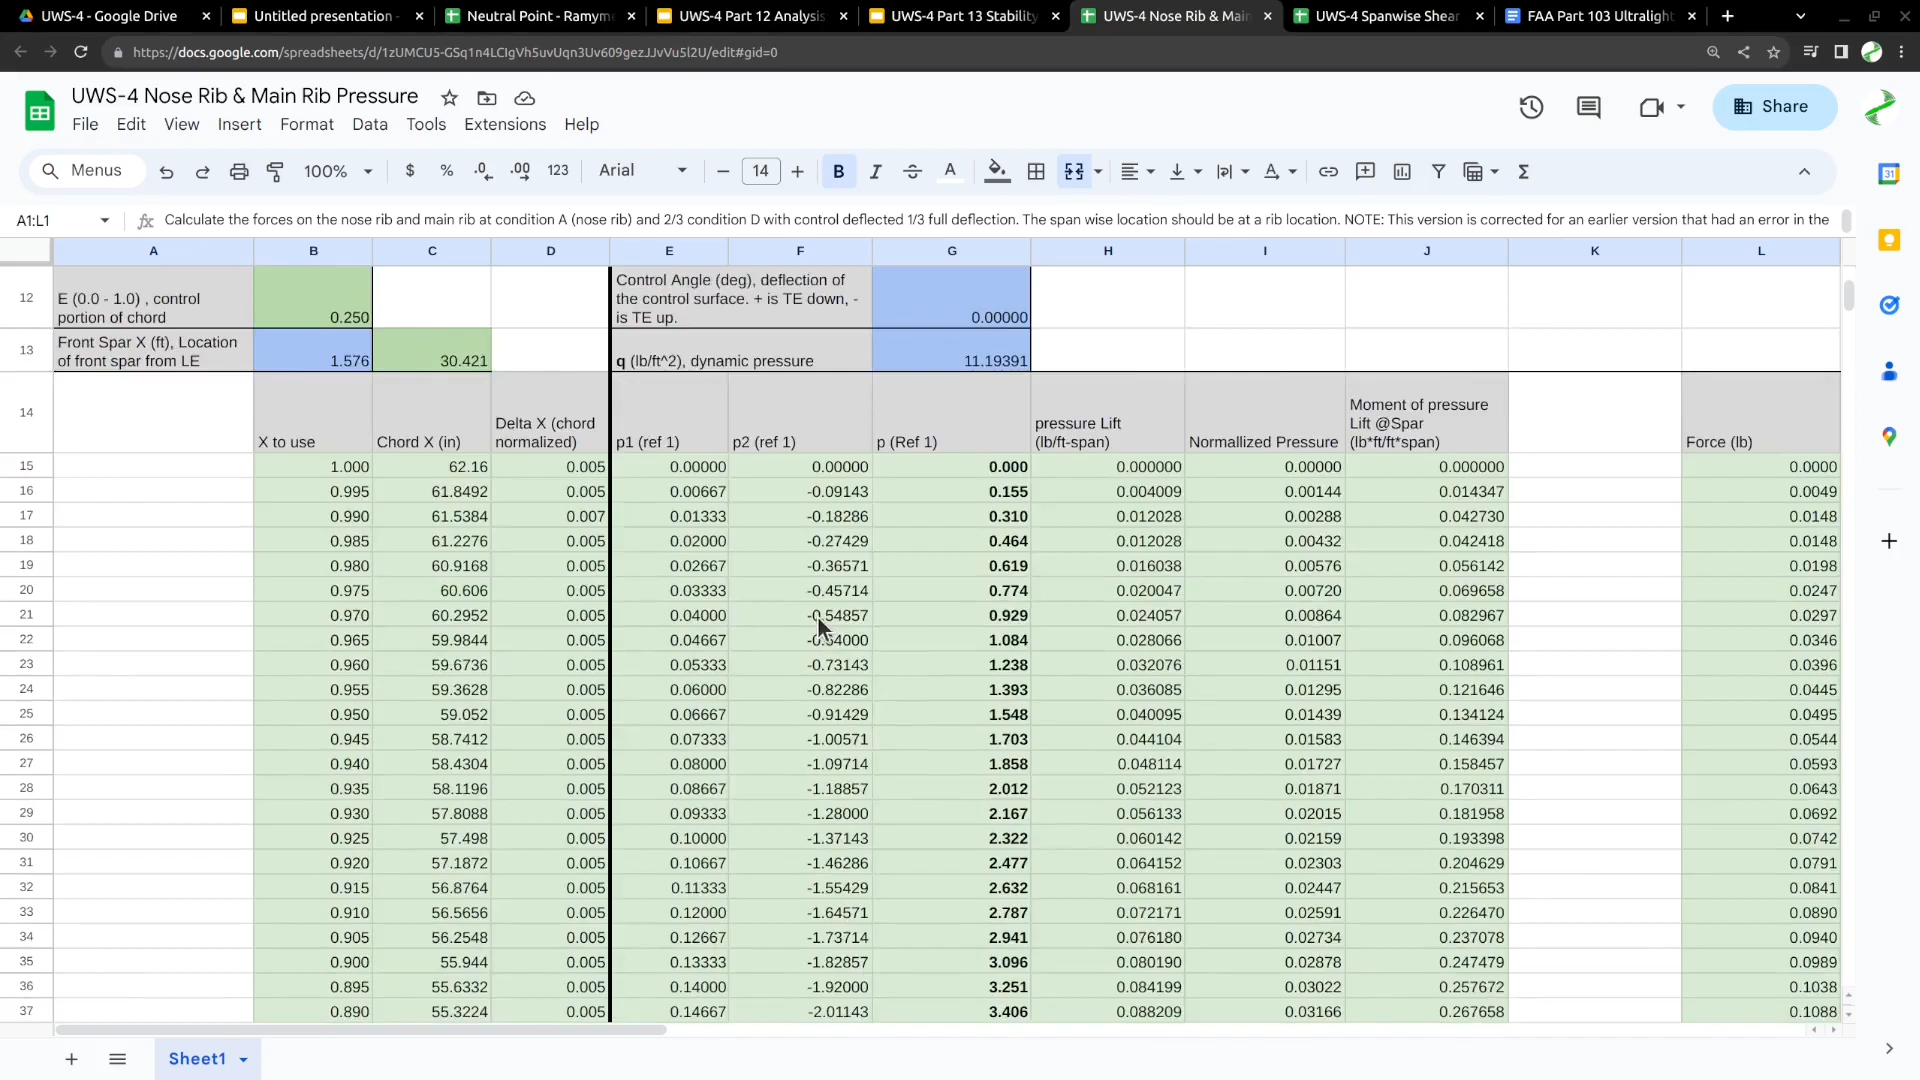 UWS-4 - Google Drive
Untitled presentation -
Neutral Point - Ramyme
UWS-4 Part 12 Analysis
UWS-4 Part 13 Stability
UWS-4 Nose Rib & Main
UWS-4 Spanwise Shear
FAA Part 103 Ultralight
https://docs.google.com/spreadsheets/d/1zUMCU5-GSq1n4LCIgVh5uvUqn3Uv609gezJJvVu5l2U/edit#gid=0
UWS-4 Nose Rib & Main Rib Pressure
File Edit View Insert Format Data Tools Extensions Help
Share
Menus 100% $ % .0 .00 123 Arial 14 B I
A1:L1 fx Calculate the forces on the nose rib and main rib at condition A (nose rib) and 2/3 condition D with control deflected 1/3 full deflection. The span wise location should be at a rib location. NOTE: This version is corrected for an earlier version that had an error in the
A B C D E F G H I J K L
12 E (0.0 - 1.0) , control portion of chord 0.250 Control Angle (deg), deflection of the control surface. + is TE down, - is TE up. 0.00000
13 Front Spar X (ft), Location of front spar from LE 1.576 30.421 q (lb/ft^2), dynamic pressure 11.19391
14 X to use Chord X (in) Delta X (chord normalized) p1 (ref 1) p2 (ref 1) p (Ref 1) pressure Lift (lb/ft-span) Normallized Pressure Moment of pressure Lift @Spar (lb*ft/ft*span) Force (lb)
15 1.000 62.16 0.005 0.00000 0.00000 0.000 0.000000 0.00000 0.000000 0.0000
16 0.995 61.8492 0.005 0.00667 -0.09143 0.155 0.004009 0.00144 0.014347 0.0049
17 0.990 61.5384 0.007 0.01333 -0.18286 0.310 0.012028 0.00288 0.042730 0.0148
18 0.985 61.2276 0.005 0.02000 -0.27429 0.464 0.012028 0.00432 0.042418 0.0148
19 0.980 60.9168 0.005 0.02667 -0.36571 0.619 0.016038 0.00576 0.056142 0.0198
20 0.975 60.606 0.005 0.03333 -0.45714 0.774 0.020047 0.00720 0.069658 0.0247
21 0.970 60.2952 0.005 0.04000 -0.54857 0.929 0.024057 0.00864 0.082967 0.0297
22 0.965 59.9844 0.005 0.04667 -0.64000 1.084 0.028066 0.01007 0.096068 0.0346
23 0.960 59.6736 0.005 0.05333 -0.73143 1.238 0.032076 0.01151 0.108961 0.0396
24 0.955 59.3628 0.005 0.06000 -0.82286 1.393 0.036085 0.01295 0.121646 0.0445
25 0.950 59.052 0.005 0.06667 -0.91429 1.548 0.040095 0.01439 0.134124 0.0495
26 0.945 58.7412 0.005 0.07333 -1.00571 1.703 0.044104 0.01583 0.146394 0.0544
27 0.940 58.4304 0.005 0.08000 -1.09714 1.858 0.048114 0.01727 0.158457 0.0593
28 0.935 58.1196 0.005 0.08667 -1.18857 2.012 0.052123 0.01871 0.170311 0.0643
29 0.930 57.8088 0.005 0.09333 -1.28000 2.167 0.056133 0.02015 0.181958 0.0692
30 0.925 57.498 0.005 0.10000 -1.37143 2.322 0.060142 0.02159 0.193398 0.0742
31 0.920 57.1872 0.005 0.10667 -1.46286 2.477 0.064152 0.02303 0.204629 0.0791
32 0.915 56.8764 0.005 0.11333 -1.55429 2.632 0.068161 0.02447 0.215653 0.0841
33 0.910 56.5656 0.005 0.12000 -1.64571 2.787 0.072171 0.02591 0.226470 0.0890
34 0.905 56.2548 0.005 0.12667 -1.73714 2.941 0.076180 0.02734 0.237078 0.0940
35 0.900 55.944 0.005 0.13333 -1.82857 3.096 0.080190 0.02878 0.247479 0.0989
36 0.895 55.6332 0.005 0.14000 -1.92000 3.251 0.084199 0.03022 0.257672 0.1038
37 0.890 55.3224 0.005 0.14667 -2.01143 3.406 0.088209 0.03166 0.267658 0.1088
Sheet1